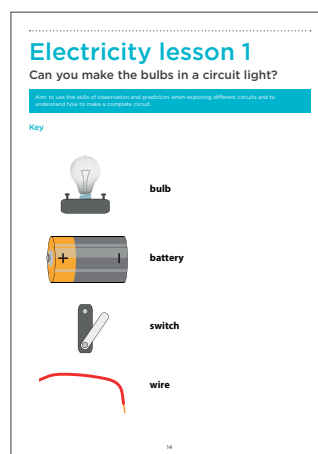 Electricity lesson 1
Can you make the bulbs in a circuit light?
Aim: to use the skills of observation and prediction when exploring different circuits and to
understand how to make a complete circuit.
Key
bulb
+ –
battery
switch
wire
14